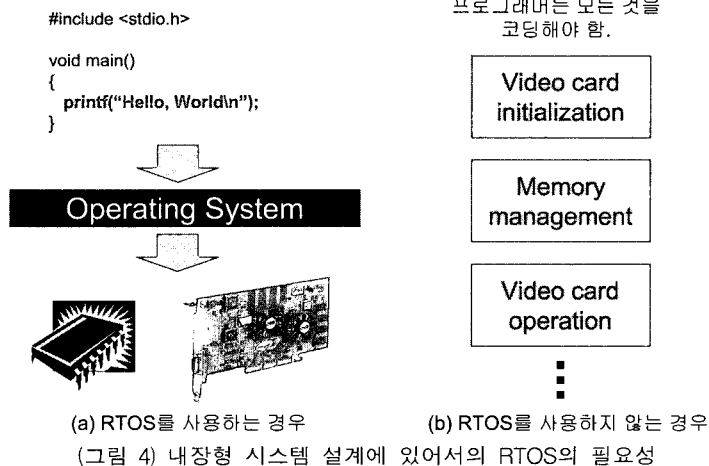 #include <stdio.h>
void main()
{
printf("Hello, World\n");
}
Operating System
(a) RTOS를 사용하는 경우
프로그래머는 모든 것을
코딩해야 함.
Video card
initialization
Memory
management
Video card
operation
(b) RTOS를 사용하지 않는 경우
(그림 4) 내장형 시스템 설계에 있어서의 RTOS의 필요성